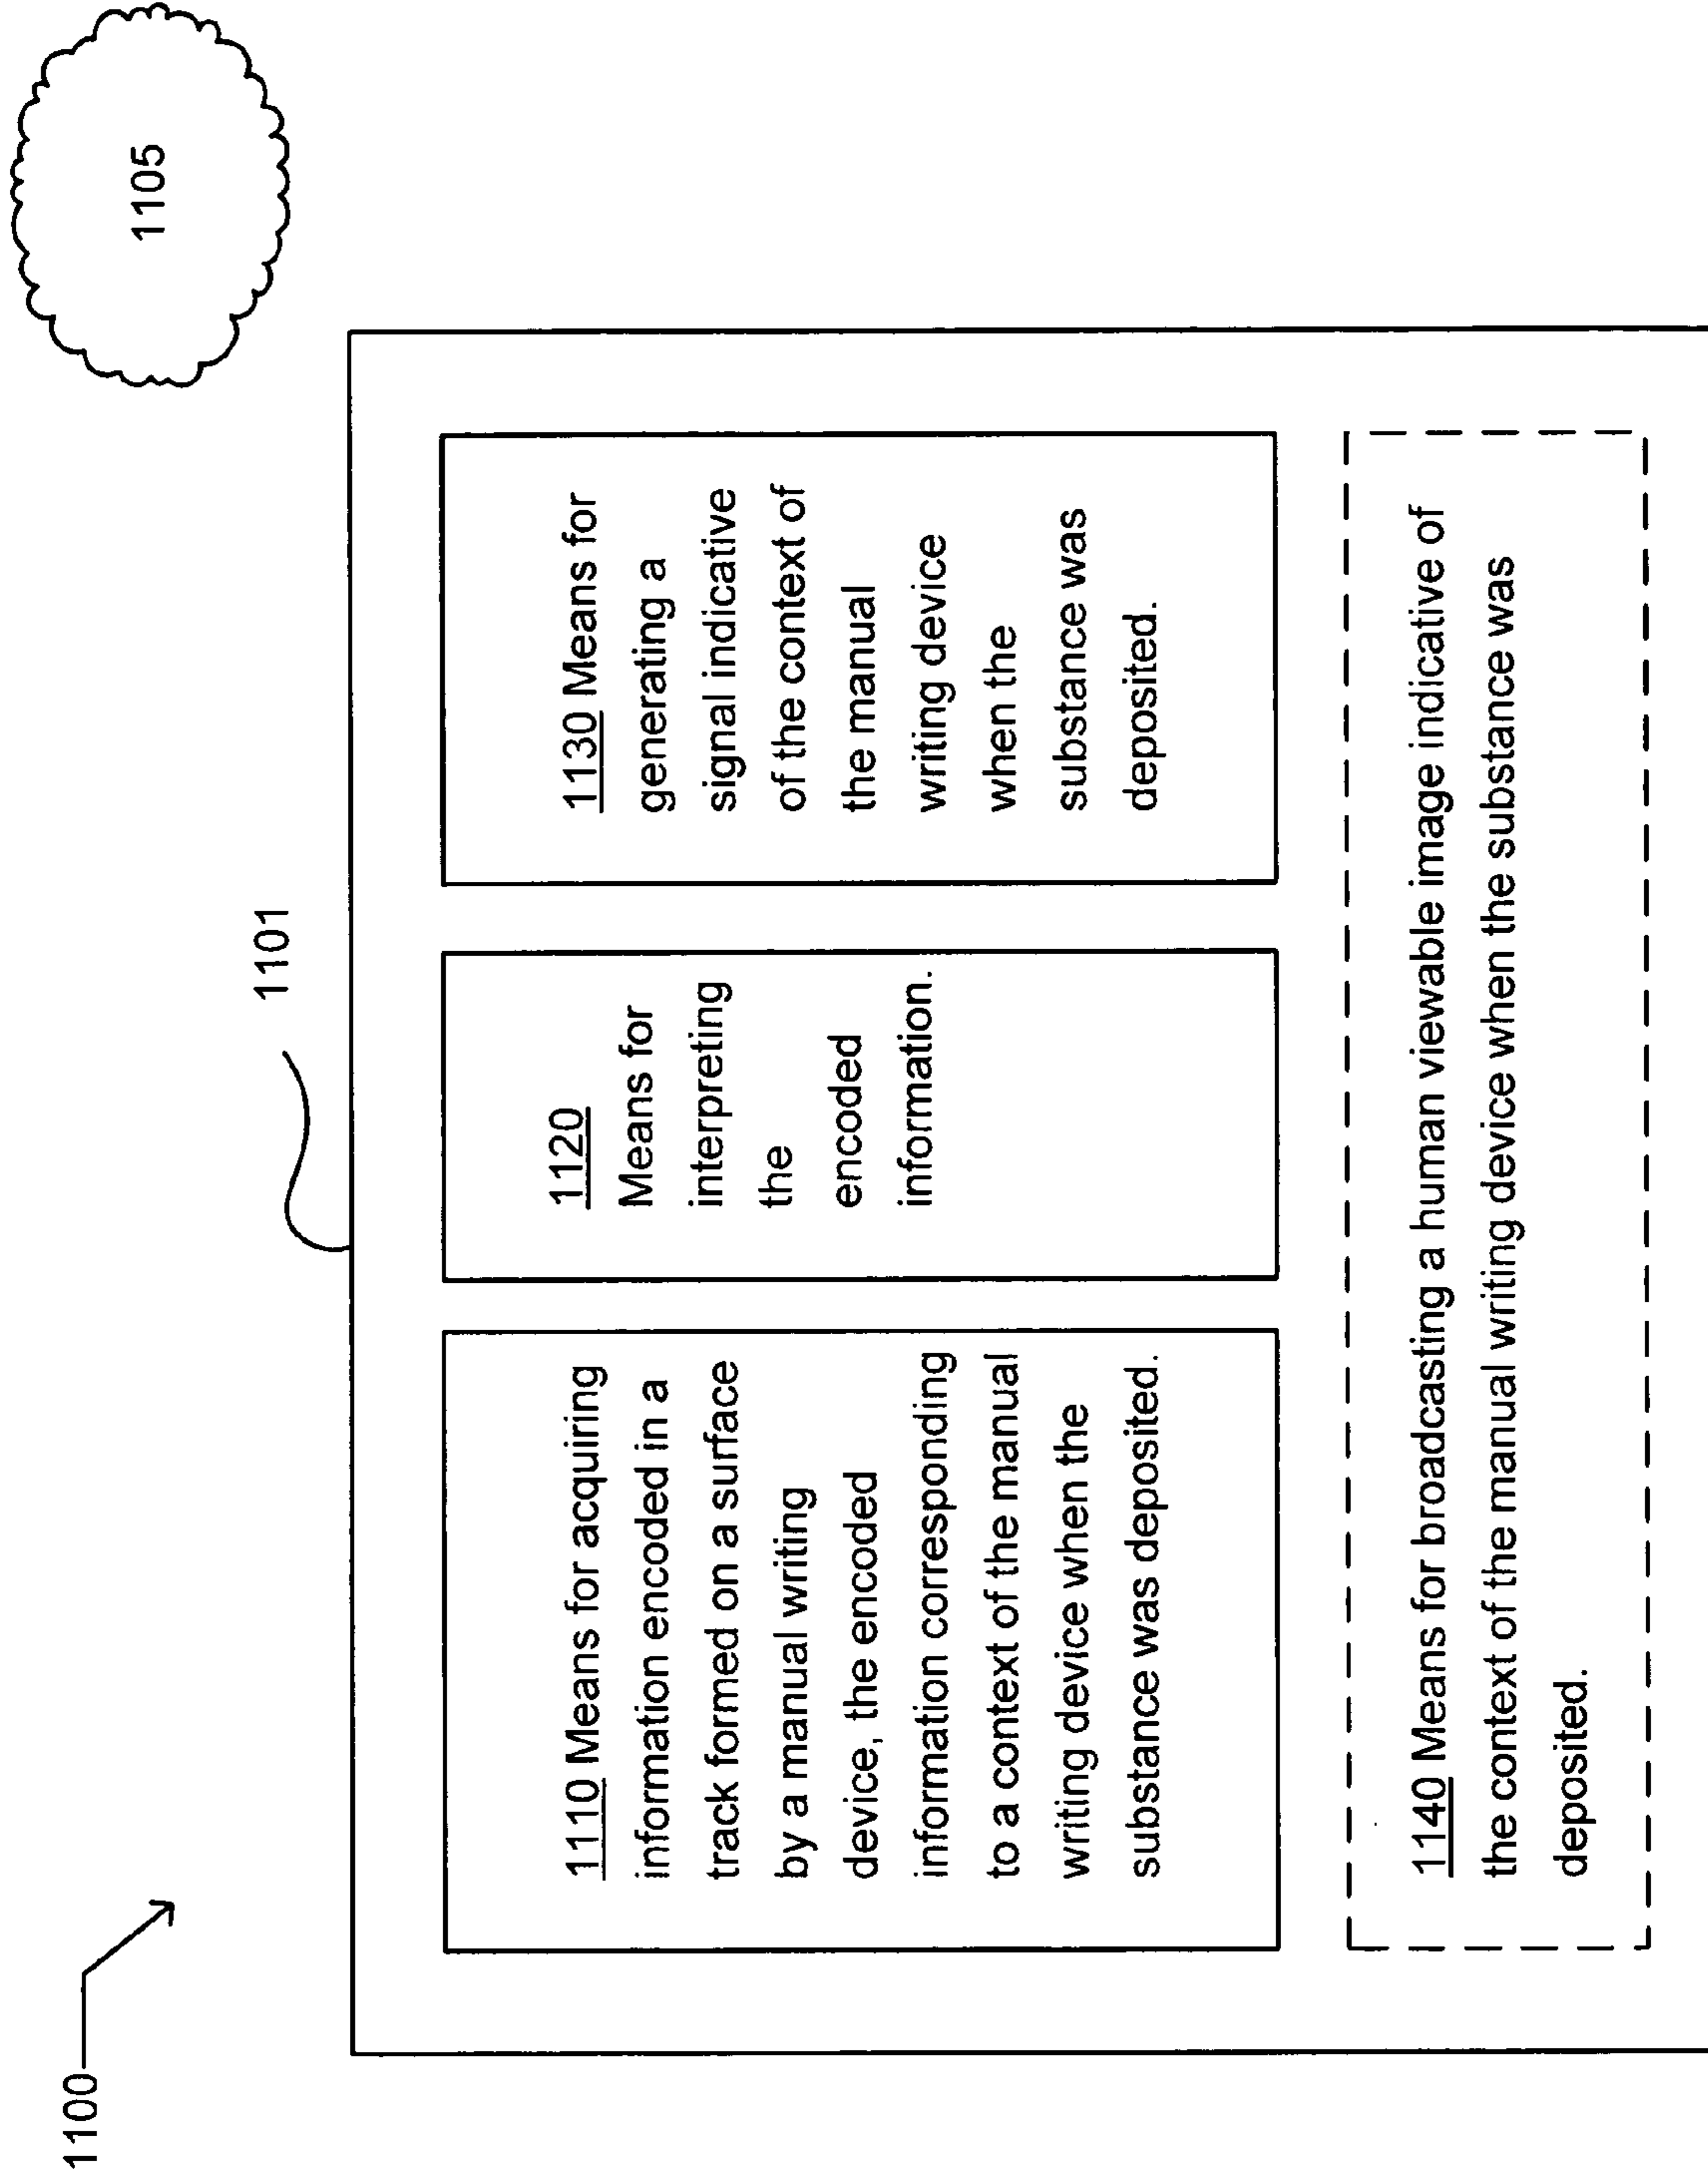 1100
1105
1101
1110 Means for acquiring
information encoded in a
track formed on a surface
by a manual writing
device, the encoded
information corresponding
to a context of the manual
writing device when the
substance was deposited.
1120
Means for
interpreting
the
encoded
information.
1130 Means for
generating a
signal indicative
of the context of
the manual
writing device
when the
substance was
deposited.
1140 Means for broadcasting a human viewable image indicative of
the context of the manual writing device when the substance was
deposited.